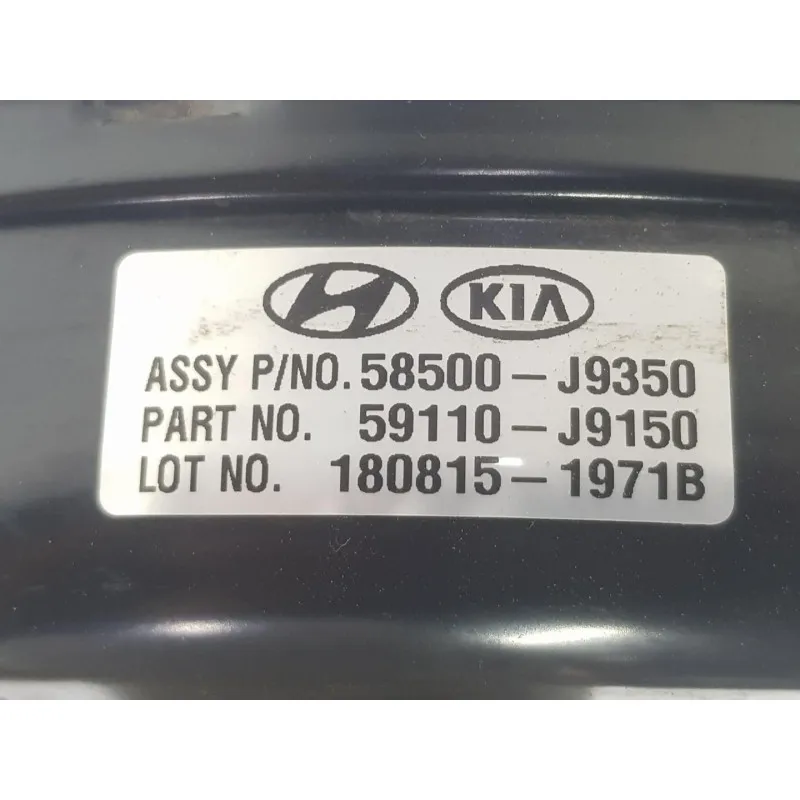 KIA
ASSY P/NO. 58500-J9350
PART NO. 59110-J9150
LOT NO. 180815-1971B